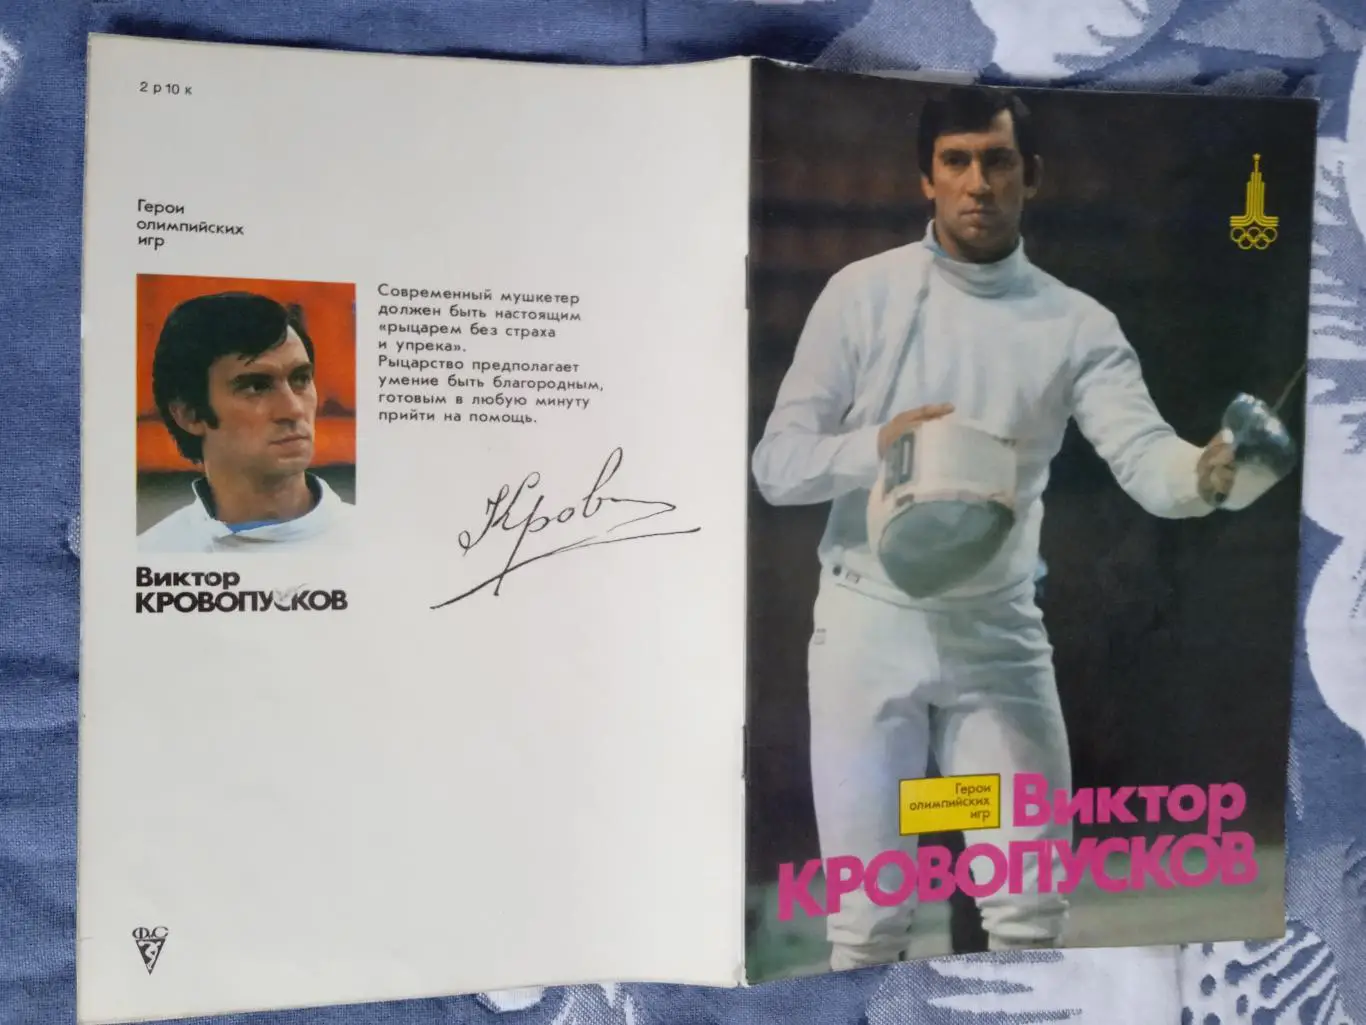 2 р 10 к
Герои
олимпийских
игр
Современный мушкетер
должен быть настоящим
«рыцарем без страха
и упрека».
Рыцарство предполагает
умение быть благородным,
готовым в любую минуту
прийти на помощь.
Виктор
КРОВОПУСКОВ
ФиС
Герои
олимпийских
игр
Виктор
КРОВОПУСКОВ